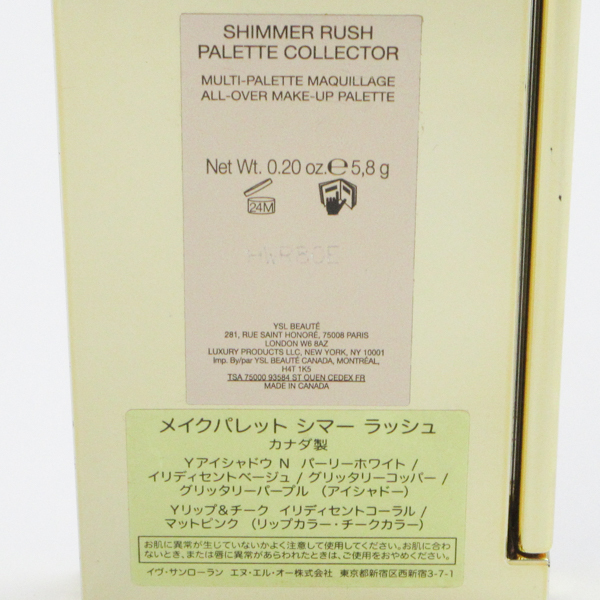 SHIMMER RUSH
PALETTE COLLECTOR
MULTI-PALETTE MAQUILLAGE
ALL-OVER MAKE-UP PALETTE
Net Wt. 0.20 oz. ℮ 5,8 g
24M
YSL BEAUTÉ
281, RUE SAINT HONORÉ, 75008 PARIS
LONDON W6 8AZ
LUXURY PRODUCTS LLC, NEW YORK, NY 10001
Imp. By/par YSL BEAUTÉ CANADA, MONTRÉAL,
H4T 1K5
TSA 75000 93584 ST OUEN CEDEX FR
MADE IN CANADA
メイクパレット シマー ラッシュ
カナダ製
Yアイシャドウ N パーリーホワイト /
イリディセントベージュ / グリッタリーコッパー /
グリッタリーパープル (アイシャドー)
Yリップ&チーク イリディセントコーラル /
マットピンク (リップカラー・チークカラー)
お肌に異常が生じていないかよく注意して使用してください。お肌に合わ
ないとき、または唇に異常があらわれたときは、ご使用をおやめください。
イヴ・サンローラン エヌ・エル・オー株式会社 東京都新宿区西新宿3-7-1